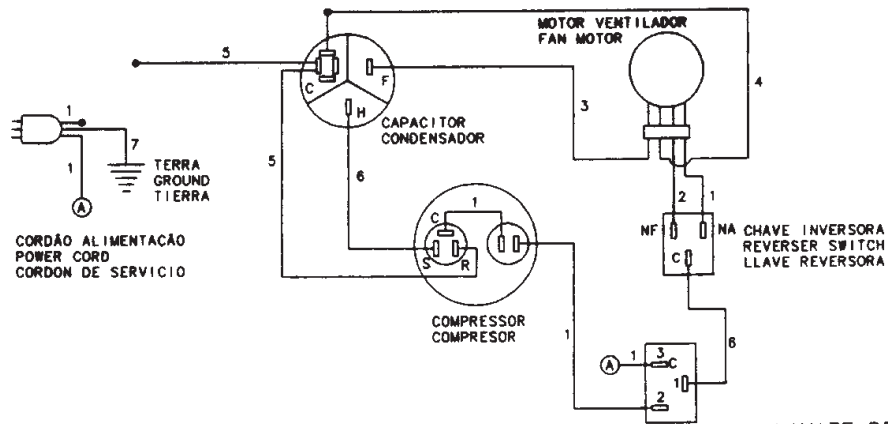 MOTOR VENTILADOR
FAN MOTOR
5
C
F
H
4
3
CAPACITOR
CONDENSADOR
1
7
1
A
TERRA
GROUND
TIERRA
5
6
CORDÃO ALIMENTAÇÃO
POWER CORD
CORDON DE SERVICIO
C
1
S
R
2
1
NF
NA
C
CHAVE INVERSORA
REVERSER SWITCH
LLAVE REVERSORA
COMPRESSOR
COMPRESOR
1
6
A
1
3
C
1
2